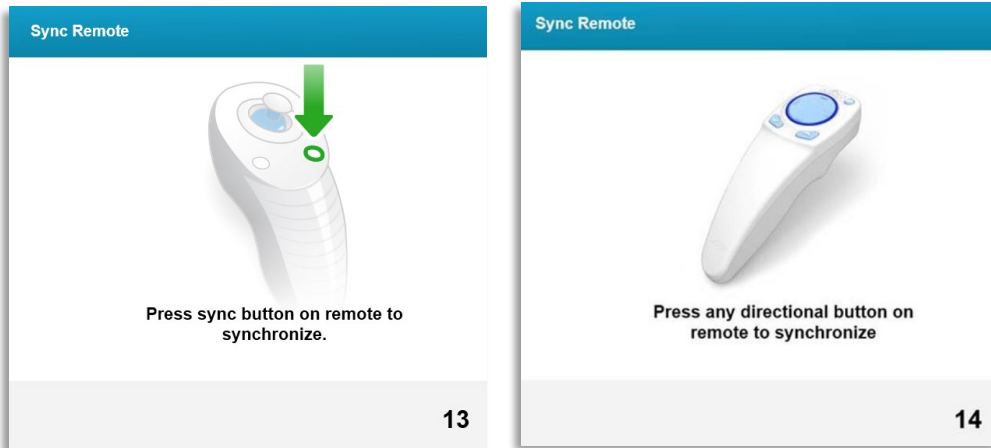 Sync Remote
Press sync button on remote to
synchronize.
13
Sync Remote
Press any directional button on
remote to synchronize
14